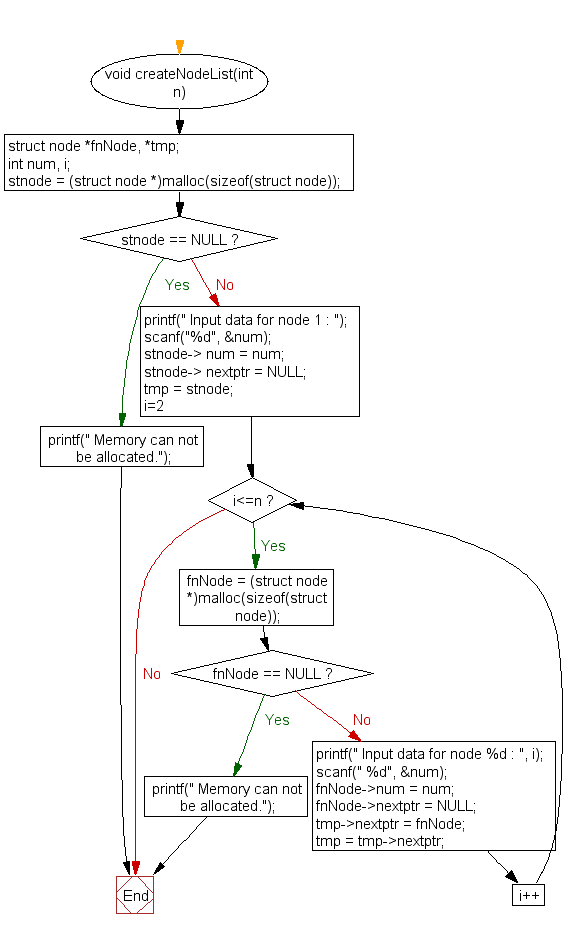 void createNodeList(int
n)
struct node *fnNode, *tmp;
int num, i;
stnode = (struct node *)malloc(sizeof(struct node));
stnode == NULL ?
Yes
No
printf(" Input data for node 1 : ");
scanf("%d", &num);
stnode-> num = num;
stnode-> nextptr = NULL;
tmp = stnode;
i=2
printf(" Memory can not
be allocated.");
i<=n ?
Yes
fnNode = (struct node
*)malloc(sizeof(struct
node));
No
fnNode == NULL ?
Yes
No
printf(" Input data for node %d : ", i);
scanf(" %d", &num);
fnNode->num = num;
fnNode->nextptr = NULL;
tmp->nextptr = fnNode;
tmp = tmp->nextptr;
printf(" Memory can not
be allocated.");
End
i++